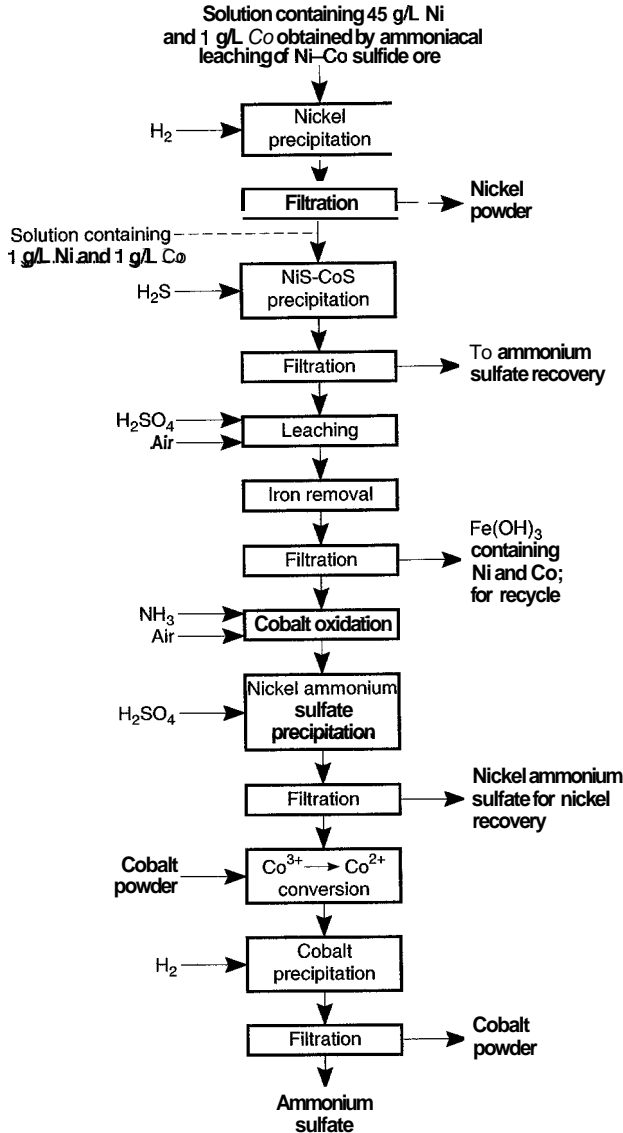 Solution containing 45 g/L Ni
and 1 g/L Co obtained by ammoniacal
leaching of Ni–Co sulfide ore
Nickel
precipitation
H₂
Filtration
Nickel
powder
Solution containing
1 g/L Ni and 1 g/L Co
NiS-CoS
precipitation
H₂S
Filtration
To ammonium
sulfate recovery
H₂SO₄
Air
Leaching
Iron removal
Filtration
Fe(OH)₃
containing
Ni and Co;
for recycle
NH₃
Air
Cobalt oxidation
Nickel ammonium
sulfate
precipitation
H₂SO₄
Filtration
Nickel ammonium
sulfate for nickel
recovery
Cobalt
powder
Co³⁺ → Co²⁺
conversion
H₂
Cobalt
precipitation
Filtration
Cobalt
powder
Ammonium
sulfate